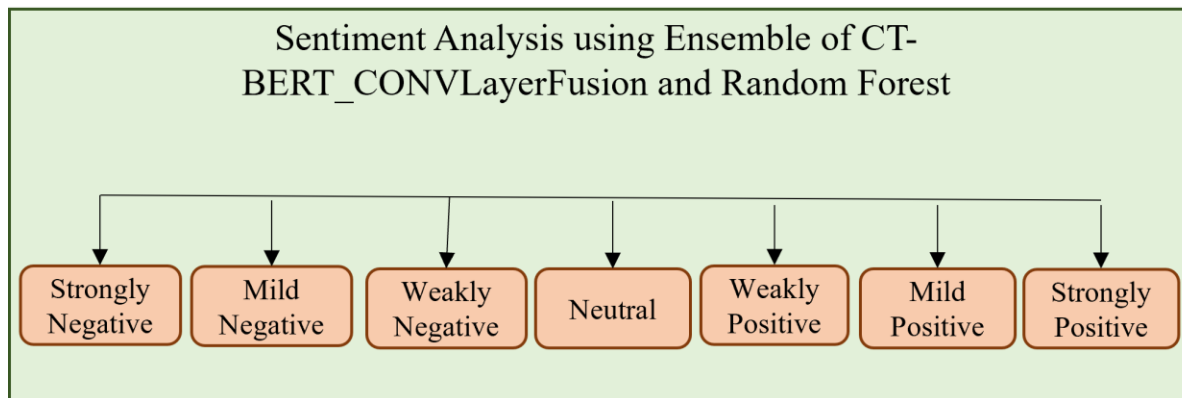 Sentiment Analysis using Ensemble of CT-
BERT_CONVLayerFusion and Random Forest
Strongly
Negative
Mild
Negative
Weakly
Negative
Neutral
Weakly
Positive
Mild
Positive
Strongly
Positive